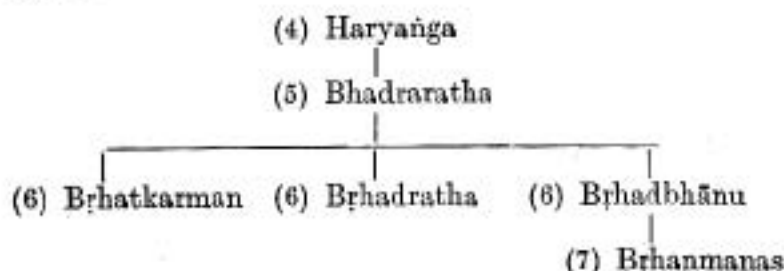 (4) Haryaṅga
(5) Bhadraratha
(6) Bṛhatkarman (6) Bṛhadratha (6) Bṛhadbhānu
(7) Bṛhanmanas